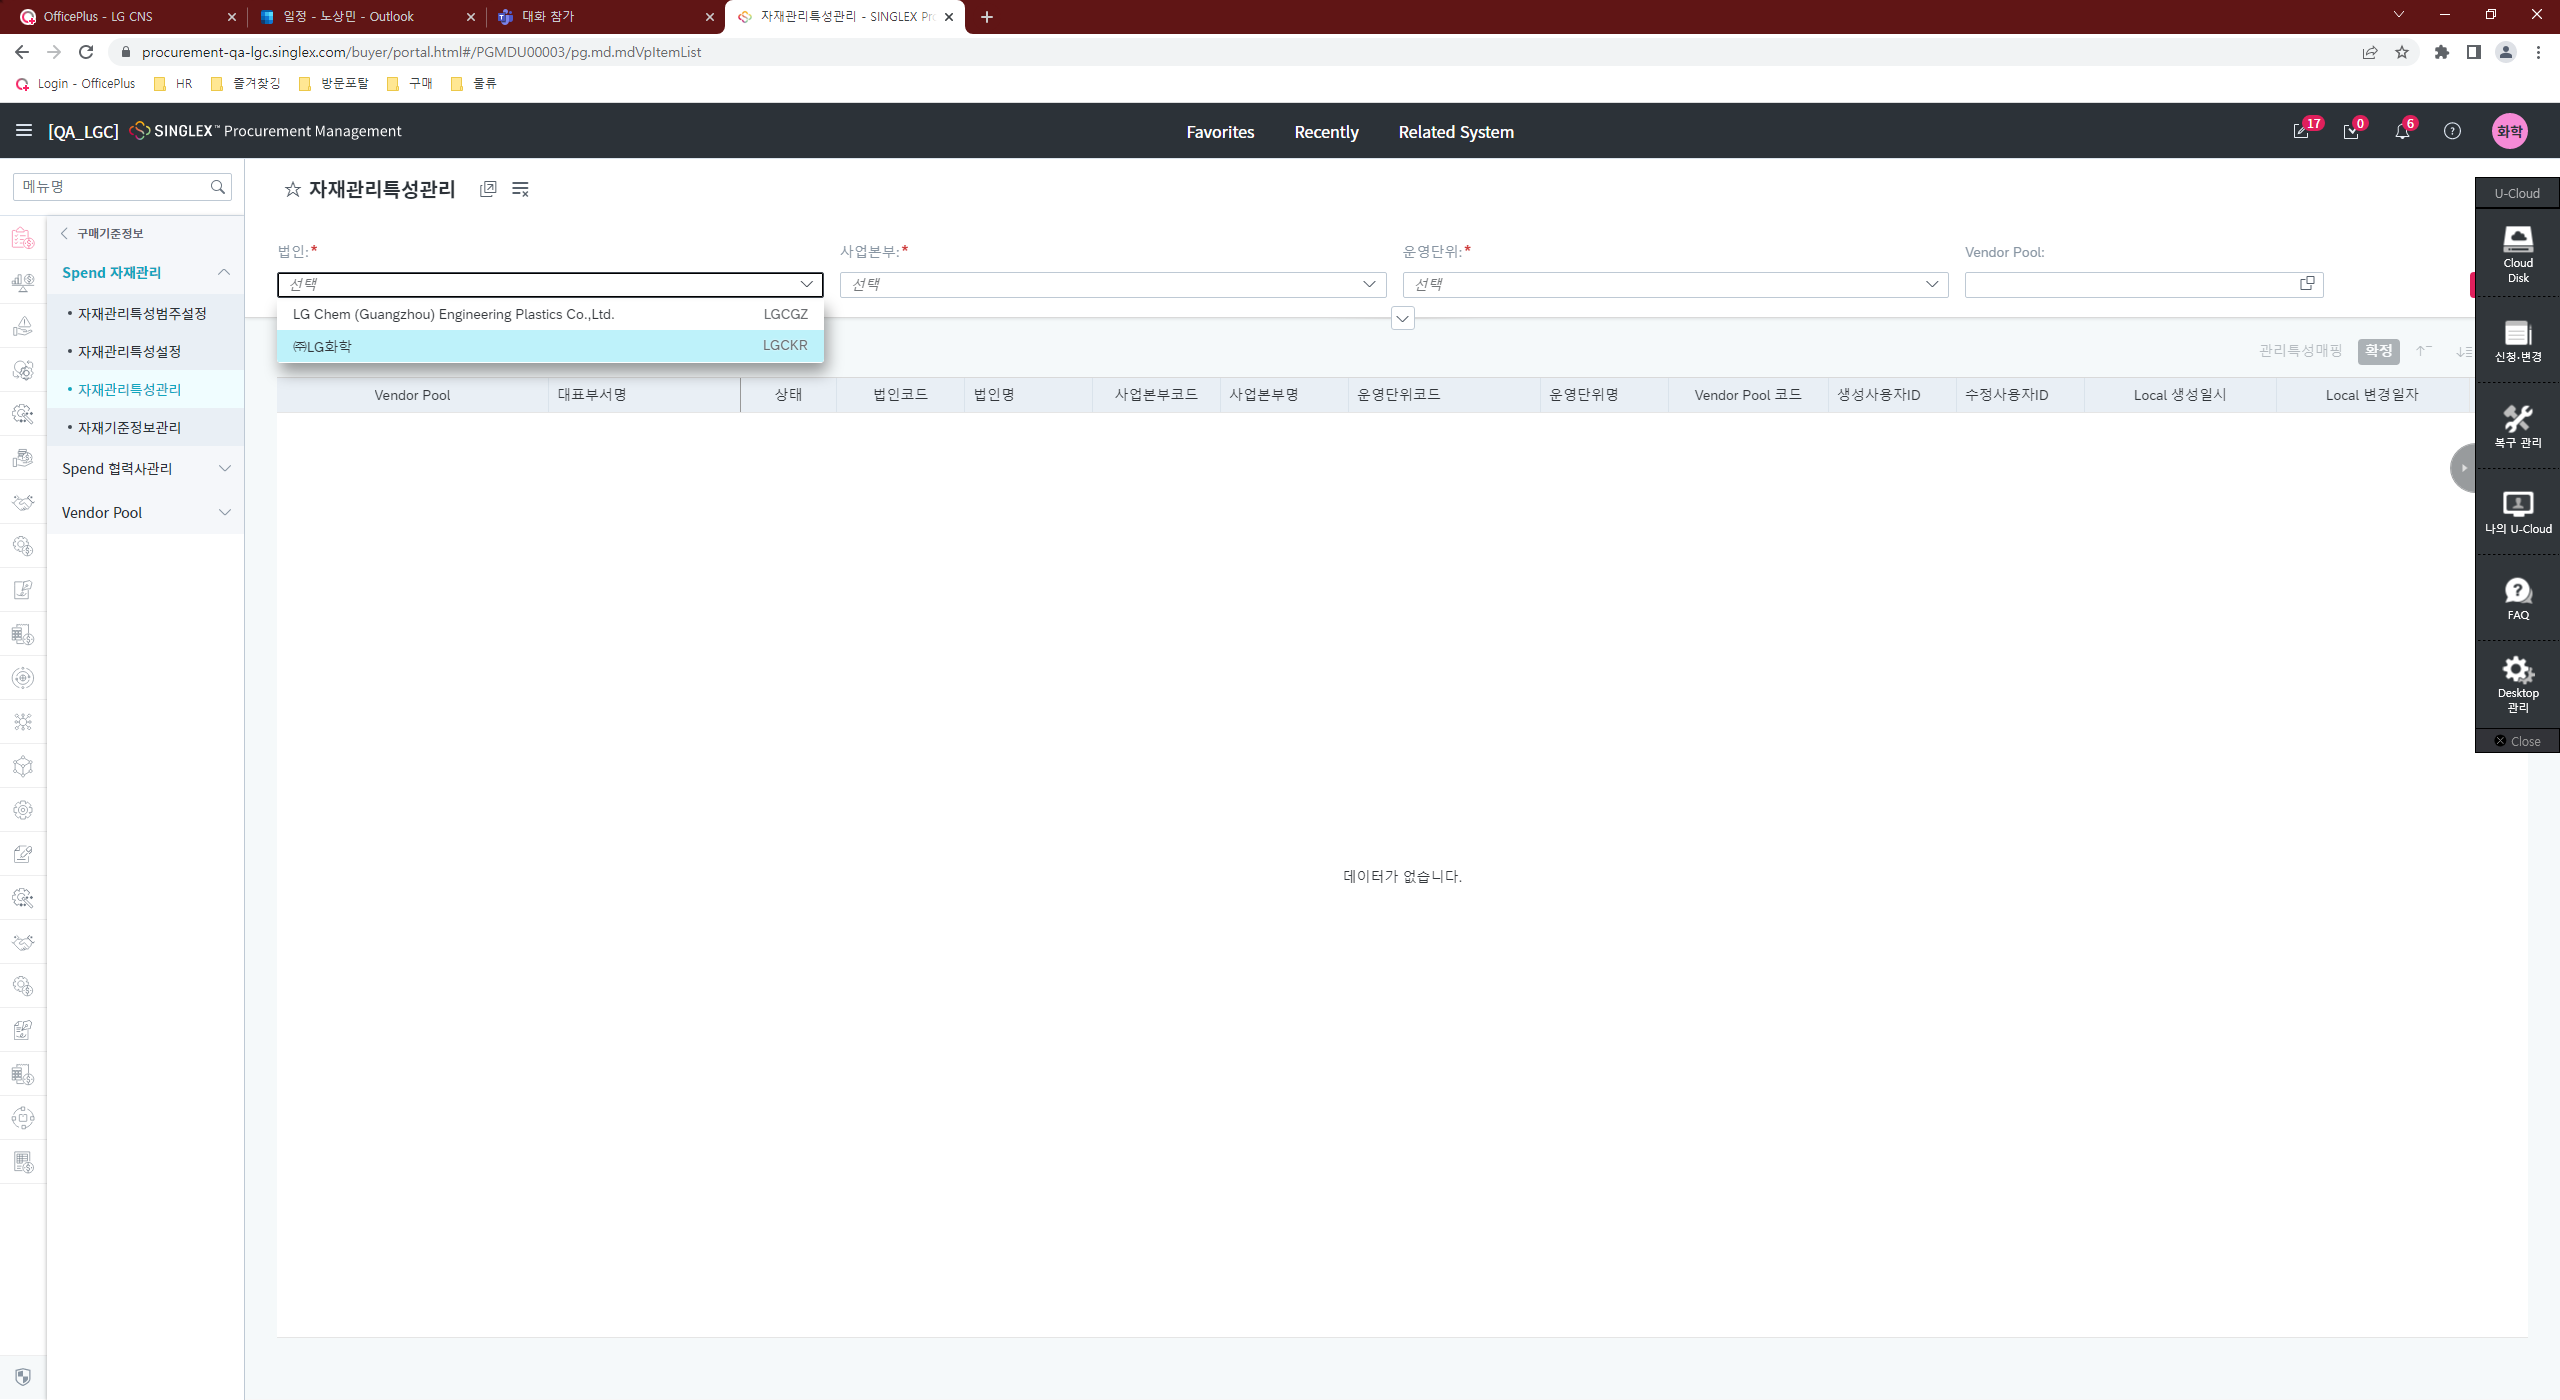 OfficePlus - LG CNS
일정 - 노상민 - Outlook
대화 참가
자재관리특성관리 - SINGLEX Pr
procurement-qa-lgc.singlex.com/buyer/portal.html#/PGMDU00003/pg.md.mdVpItemList
Login - OfficePlus HR 즐겨찾깅 방문포탈 구매 물류
[QA_LGC] SINGLEX™ Procurement Management
Favorites Recently Related System
17 0 6 화학
메뉴명
구매기준정보
Spend 자재관리
• 자재관리특성범주설정
• 자재관리특성설정
• 자재관리특성관리
• 자재기준정보관리
Spend 협력사관리
Vendor Pool
자재관리특성관리
법인:* 사업본부:* 운영단위:* Vendor Pool:
선택 선택 선택
LG Chem (Guangzhou) Engineering Plastics Co.,Ltd. LGCGZ
㈜LG화학 LGCKR
관리특성매핑 확정
Vendor Pool 대표부서명 상태 법인코드 법인명 사업본부코드 사업본부명 운영단위코드 운영단위명 Vendor Pool 코드 생성사용자ID 수정사용자ID Local 생성일시 Local 변경일자
데이터가 없습니다.
U-Cloud
Cloud
Disk
신청·변경
복구 관리
나의 U-Cloud
FAQ
Desktop
관리
Close